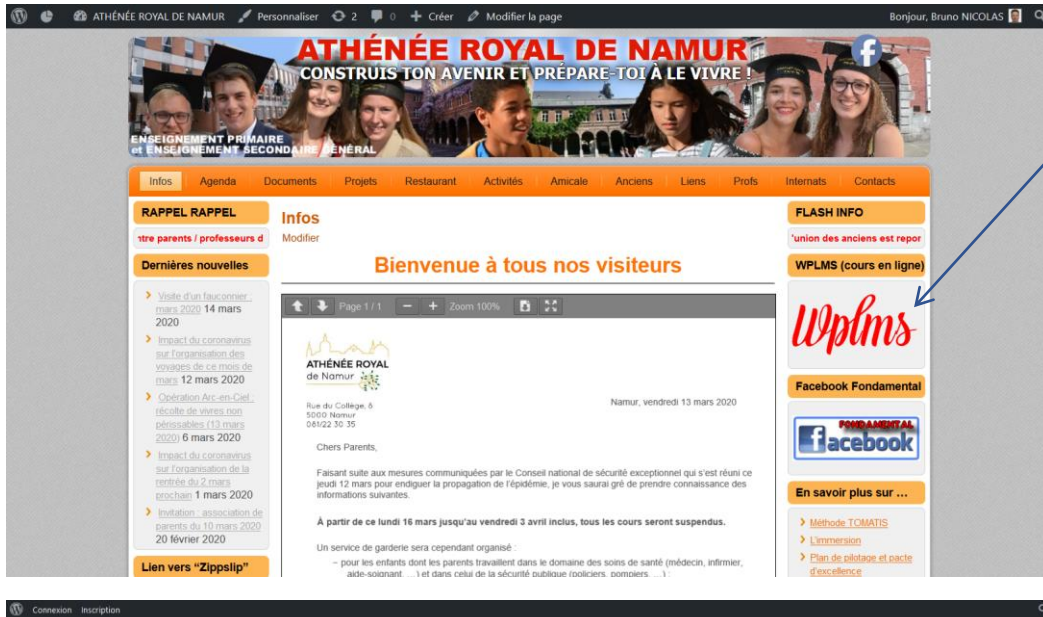 ATHÉNÉE ROYAL DE NAMUR Personnaliser 2 0 + Créer Modifier la page Bonjour, Bruno NICOLAS
ATHÉNÉE ROYAL DE NAMUR
CONSTRUIS TON AVENIR ET PRÉPARE-TOI À LE VIVRE !
ENSEIGNEMENT PRIMAIRE
et ENSEIGNEMENT SECONDAIRE GÉNÉRAL
Infos Agenda Documents Projets Restaurant Activités Amicale Anciens Liens Profs Internats Contacts
RAPPEL RAPPEL
ntre parents / professeurs d
Dernières nouvelles
Visite d'un fauconnier :
mars 2020 14 mars
2020
Impact du coronavirus
sur l'organisation des
voyages de ce mois de
mars 12 mars 2020
Opération Arc-en-Ciel :
récolte de vivres non
périssables (13 mars
2020) 6 mars 2020
Impact du coronavirus
sur l'organisation de la
rentrée du 2 mars
prochain 1 mars 2020
Invitation : association de
parents du 10 mars 2020
20 février 2020
Lien vers “Zippslip”
Infos
Modifier
Bienvenue à tous nos visiteurs
Page 1 / 1 − + Zoom 100%
ATHÉNÉE ROYAL
de Namur
Rue du Collège, 6
5000 Namur
081/22 30 35
Namur, vendredi 13 mars 2020
Chers Parents,
Faisant suite aux mesures communiquées par le Conseil national de sécurité exceptionnel qui s'est réuni ce
jeudi 12 mars pour endiguer la propagation de l'épidémie, je vous saurai gré de prendre connaissance des
informations suivantes.
À partir de ce lundi 16 mars jusqu'au vendredi 3 avril inclus, tous les cours seront suspendus.
Un service de garderie sera cependant organisé :
– pour les enfants dont les parents travaillent dans le domaine des soins de santé (médecin, infirmier,
aide-soignant, …) et dans celui de la sécurité publique (policiers, pompiers, …) ;
FLASH INFO
'union des anciens est repor
WPLMS (cours en ligne)
Wplms
Facebook Fondamental
FONDAMENTAL
facebook
En savoir plus sur …
Méthode TOMATIS
L'immersion
Plan de pilotage et pacte
d'excellence
Connexion Inscription